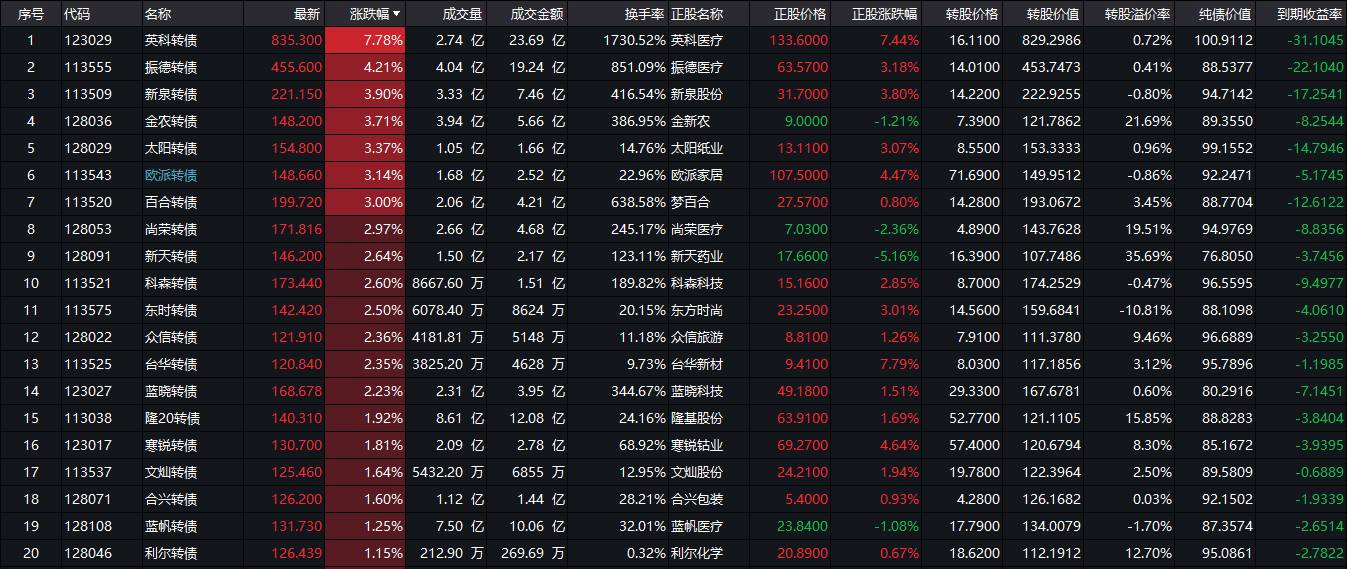 序号 代码 名称 最新 涨跌幅 成交量 成交金额 换手率 正股名称 正股价格 正股涨跌幅 转股价格 转股价值 转股溢价率 纯债价值 到期收益率
1 123029 英科转债 835.300 7.78% 2.74 亿 23.69 亿 1730.52% 英科医疗 133.6000 7.44% 16.1100 829.2986 0.72% 100.9112 -31.1045
2 113555 振德转债 455.600 4.21% 4.04 亿 19.24 亿 851.09% 振德医疗 63.5700 3.18% 14.0100 453.7473 0.41% 88.5377 -22.1040
3 113509 新泉转债 221.150 3.90% 3.33 亿 7.46 亿 416.54% 新泉股份 31.7000 3.80% 14.2200 222.9255 -0.80% 94.7142 -17.2541
4 128036 金农转债 148.200 3.71% 3.94 亿 5.66 亿 386.95% 金新农 9.0000 -1.21% 7.3900 121.7862 21.69% 89.3550 -8.2544
5 128029 太阳转债 154.800 3.37% 1.05 亿 1.66 亿 14.76% 太阳纸业 13.1100 3.07% 8.5500 153.3333 0.96% 99.1552 -14.7946
6 113543 欧派转债 148.660 3.14% 1.68 亿 2.52 亿 22.96% 欧派家居 107.5000 4.47% 71.6900 149.9512 -0.86% 92.2471 -5.1745
7 113520 百合转债 199.720 3.00% 2.06 亿 4.21 亿 638.58% 梦百合 27.5700 0.80% 14.2800 193.0672 3.45% 88.7704 -12.6122
8 128053 尚荣转债 171.816 2.97% 2.66 亿 4.68 亿 245.17% 尚荣医疗 7.0300 -2.36% 4.8900 143.7628 19.51% 94.9769 -8.8356
9 128091 新天转债 146.200 2.64% 1.50 亿 2.17 亿 123.11% 新天药业 17.6600 -5.16% 16.3900 107.7486 35.69% 76.8050 -3.7456
10 113521 科森转债 173.440 2.60% 8667.60 万 1.51 亿 189.82% 科森科技 15.1600 2.85% 8.7000 174.2529 -0.47% 96.5595 -9.4977
11 113575 东时转债 142.420 2.50% 6078.40 万 8624 万 20.15% 东方时尚 23.2500 3.01% 14.5600 159.6841 -10.81% 88.1098 -4.0610
12 128022 众信转债 121.910 2.36% 4181.81 万 5148 万 11.18% 众信旅游 8.8100 1.26% 7.9100 111.3780 9.46% 96.6889 -3.2550
13 113525 台华转债 120.840 2.35% 3825.20 万 4628 万 9.73% 台华新材 9.4100 7.79% 8.0300 117.1856 3.12% 95.7896 -1.1985
14 123027 蓝晓转债 168.678 2.23% 2.31 亿 3.95 亿 344.67% 蓝晓科技 49.1800 1.51% 29.3300 167.6781 0.60% 80.2916 -7.1451
15 113038 隆20转债 140.310 1.92% 8.61 亿 12.08 亿 24.16% 隆基股份 63.9100 1.69% 52.7700 121.1105 15.85% 88.8283 -3.8404
16 123017 寒锐转债 130.700 1.81% 2.09 亿 2.78 亿 68.92% 寒锐钴业 69.2700 4.64% 57.4000 120.6794 8.30% 85.1672 -3.9395
17 113537 文灿转债 125.460 1.64% 5432.20 万 6855 万 12.95% 文灿股份 24.2100 1.94% 19.7800 122.3964 2.50% 89.5809 -0.6889
18 128071 合兴转债 126.200 1.60% 1.12 亿 1.44 亿 28.21% 合兴包装 5.4000 0.93% 4.2800 126.1682 0.03% 92.1502 -1.9339
19 128108 蓝帆转债 131.730 1.25% 7.50 亿 10.06 亿 32.01% 蓝帆医疗 23.8400 -1.08% 17.7900 134.0079 -1.70% 87.3574 -2.6514
20 128046 利尔转债 126.439 1.15% 212.90 万 269.69 万 0.32% 利尔化学 20.8900 0.67% 18.6200 112.1912 12.70% 95.0861 -2.7822